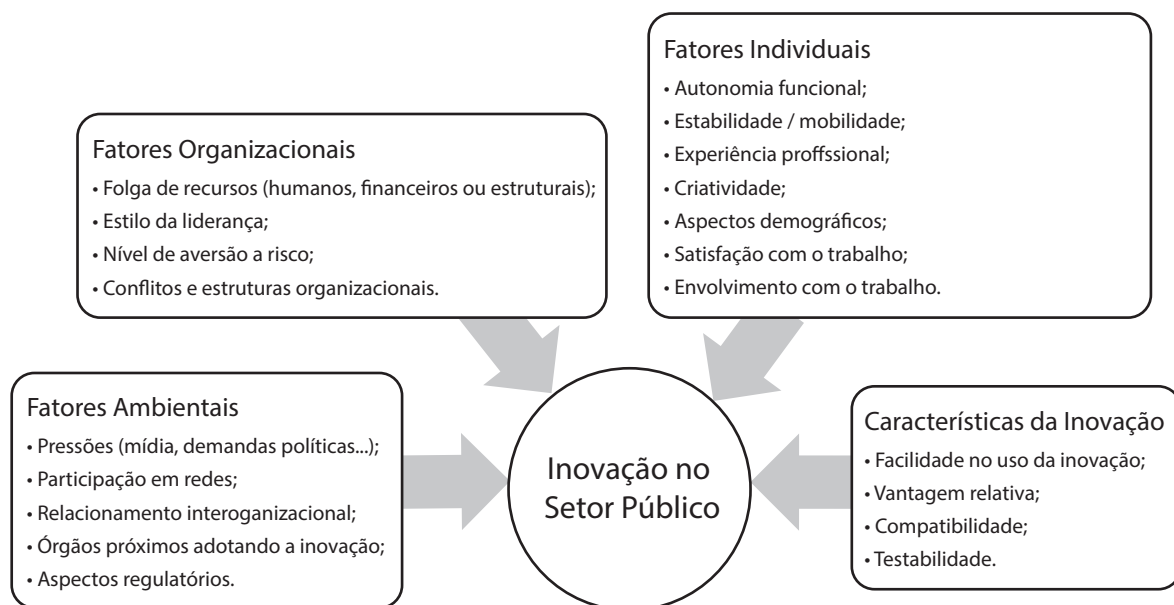 Fatores Organizacionais
• Folga de recursos (humanos, financeiros ou estruturais);
• Estilo da liderança;
• Nível de aversão a risco;
• Conflitos e estruturas organizacionais.
Fatores Individuais
• Autonomia funcional;
• Estabilidade / mobilidade;
• Experiência proffssional;
• Criatividade;
• Aspectos demográficos;
• Satisfação com o trabalho;
• Envolvimento com o trabalho.
Fatores Ambientais
• Pressões (mídia, demandas políticas...);
• Participação em redes;
• Relacionamento interoganizacional;
• Órgãos próximos adotando a inovação;
• Aspectos regulatórios.
Inovação no
Setor Público
Características da Inovação
• Facilidade no uso da inovação;
• Vantagem relativa;
• Compatibilidade;
• Testabilidade.